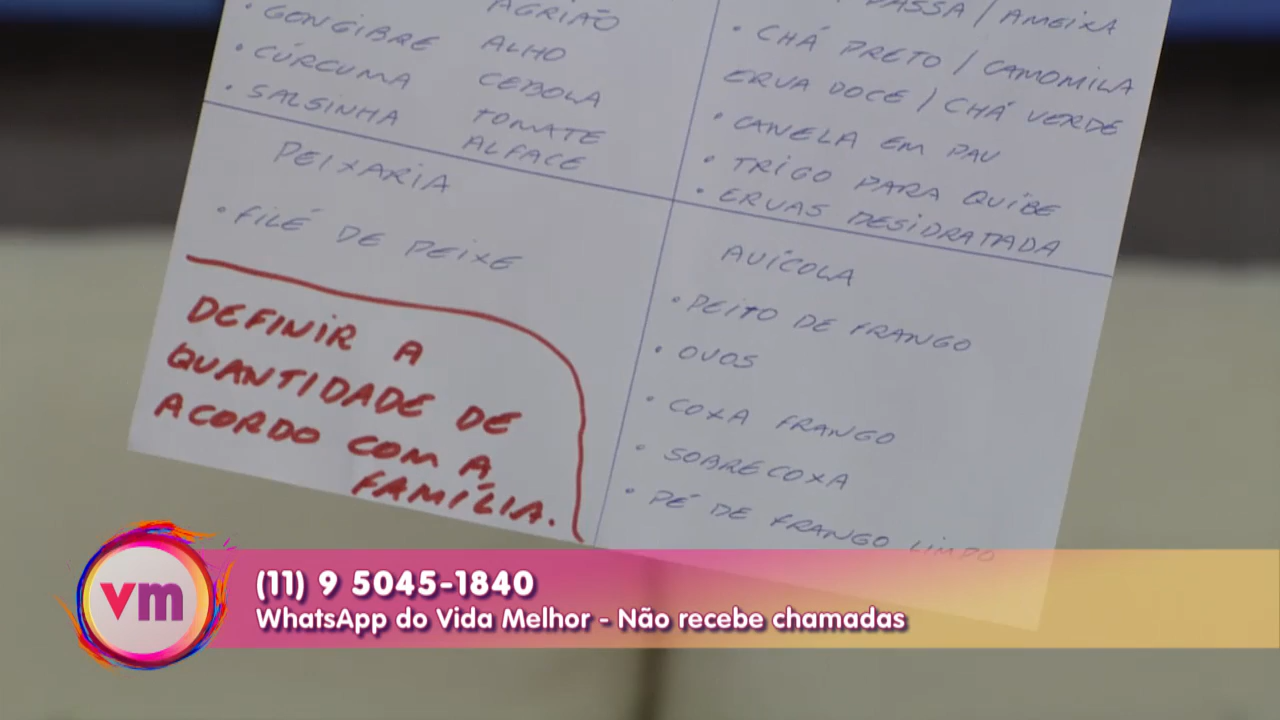 AGRIÃO
• GENGIBRE ALHO
• CÚRCUMA CEBOLA
• SALSINHA TOMATE
ALFACE
PASSA / AMEIXA
• CHÁ PRETO / CAMOMILA
ERVA DOCE / CHÁ VERDE
• CANELA EM PAU
• TRIGO PARA QUIBE
• ERVAS DESIDRATADA
PEIXARIA
• FILÉ DE PEIXE
DEFINIR A
QUANTIDADE DE
ACORDO COM A
FAMÍLIA.
AVÍCOLA
• PEITO DE FRANGO
• OVOS
• COXA FRANGO
• SOBRECOXA
• PÉ DE FRANGO LIMPO
vm
(11) 9 5045-1840
WhatsApp do Vida Melhor - Não recebe chamadas